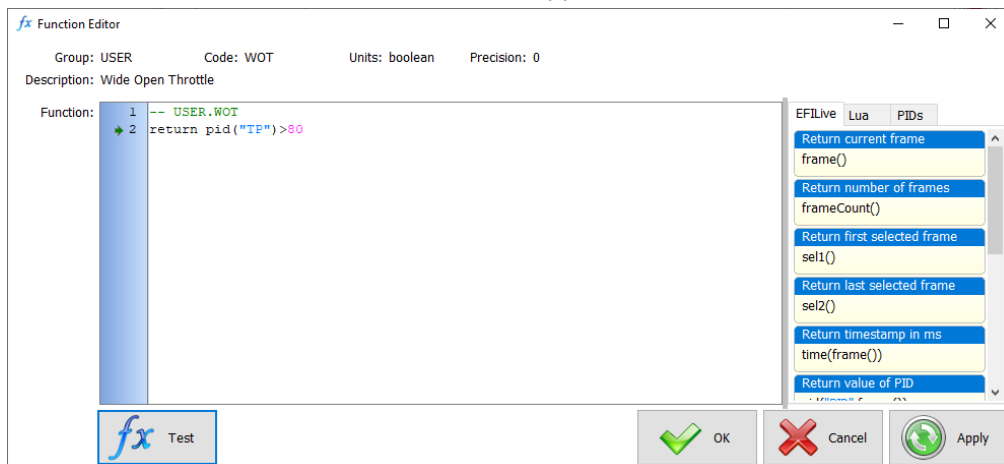 fx Function Editor
Group: USER Code: WOT Units: boolean Precision: 0
Description: Wide Open Throttle
Function:
1 -- USER.WOT
2 return pid("TP")>80
EFILive Lua PIDs
Return current frame
frame()
Return number of frames
frameCount()
Return first selected frame
sel1()
Return last selected frame
sel2()
Return timestamp in ms
time(frame())
Return value of PID
fx Test
OK
Cancel
Apply